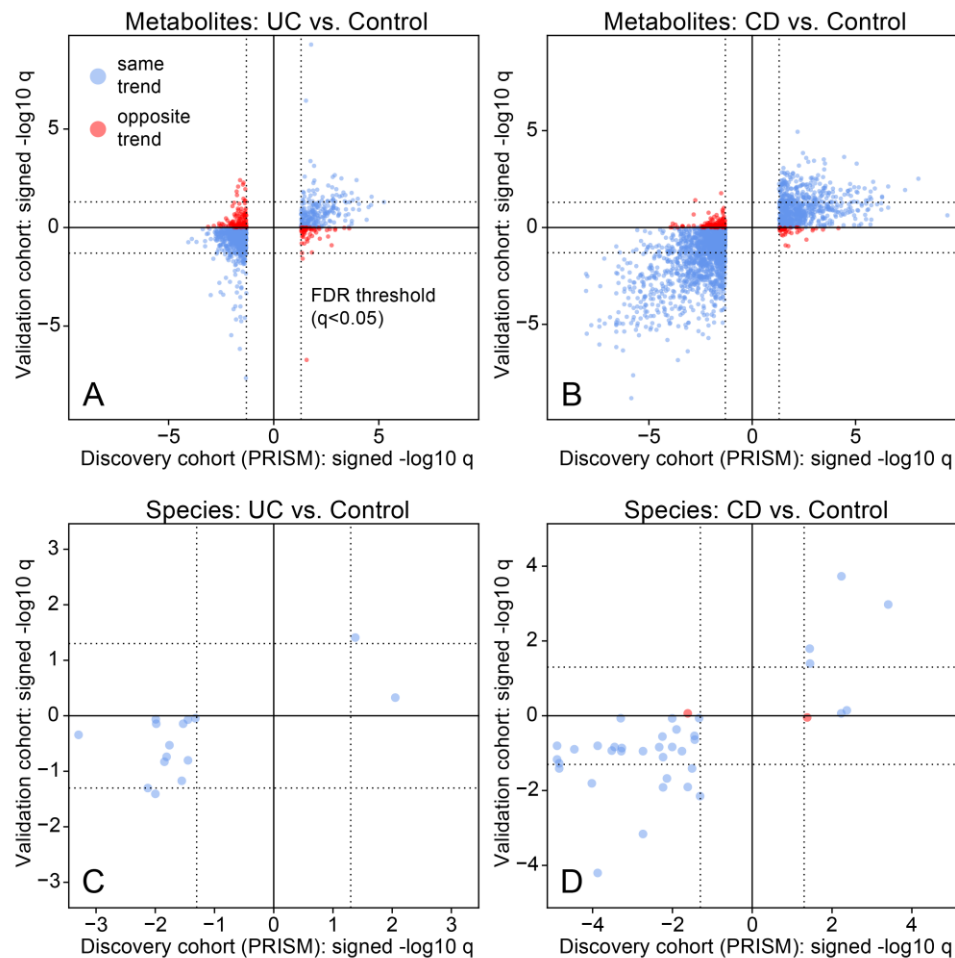 Metabolites: UC vs. Control
Validation cohort: signed -log10 q
5
0
−5
same
trend
opposite
trend
FDR threshold
(q<0.05)
A
−5
0
5
Discovery cohort (PRISM): signed -log10 q
Metabolites: CD vs. Control
Validation cohort: signed -log10 q
5
0
−5
B
−5
0
5
Discovery cohort (PRISM): signed -log10 q
Species: UC vs. Control
Validation cohort: signed -log10 q
3
2
1
0
−1
−2
−3
C
−3
−2
−1
0
1
2
3
Discovery cohort (PRISM): signed -log10 q
Species: CD vs. Control
Validation cohort: signed -log10 q
4
2
0
−2
−4
D
−4
−2
0
2
4
Discovery cohort (PRISM): signed -log10 q